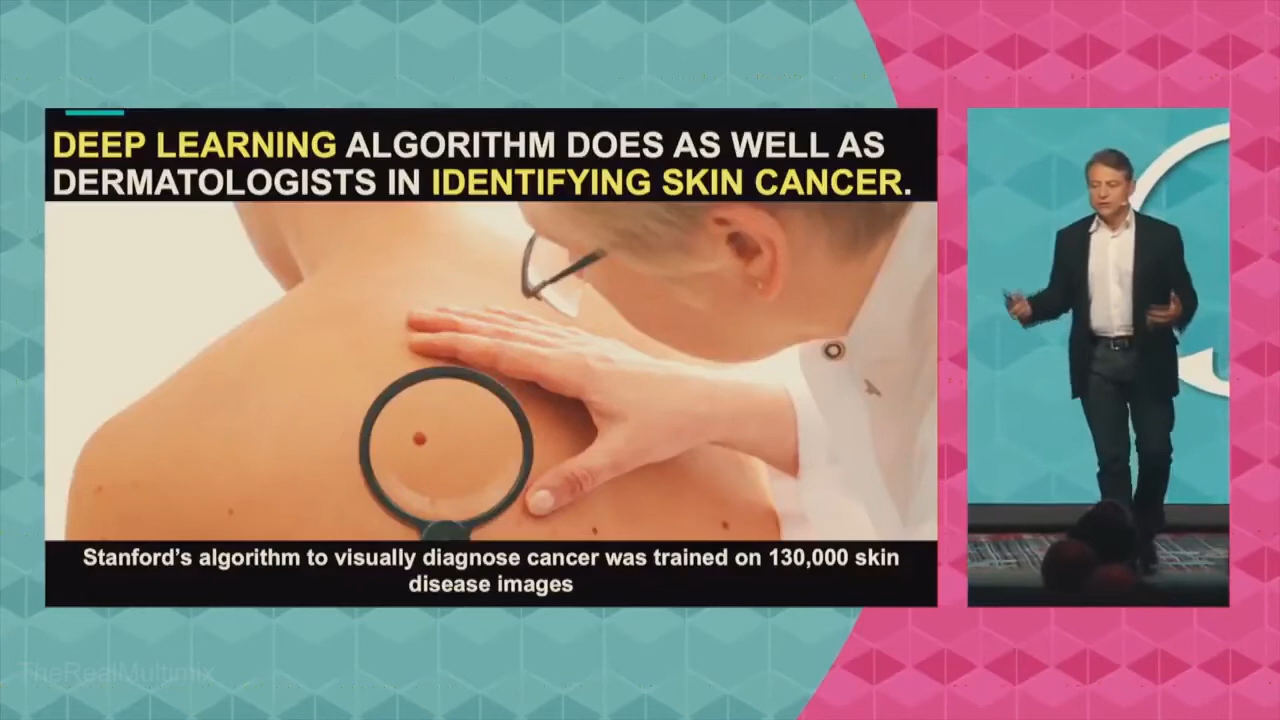 DEEP LEARNING ALGORITHM DOES AS WELL AS
DERMATOLOGISTS IN IDENTIFYING SKIN CANCER.
Stanford's algorithm to visually diagnose cancer was trained on 130,000 skin
disease images
TheRealMultimix